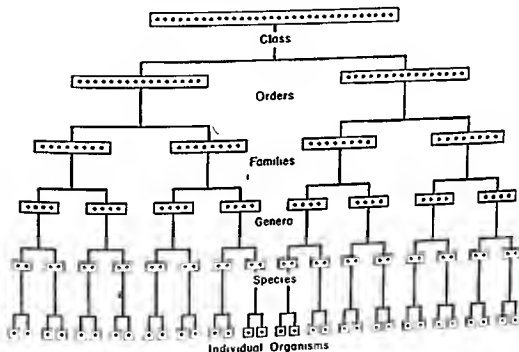 Class
Orders
Families
Genera
Species
Individual Organisms